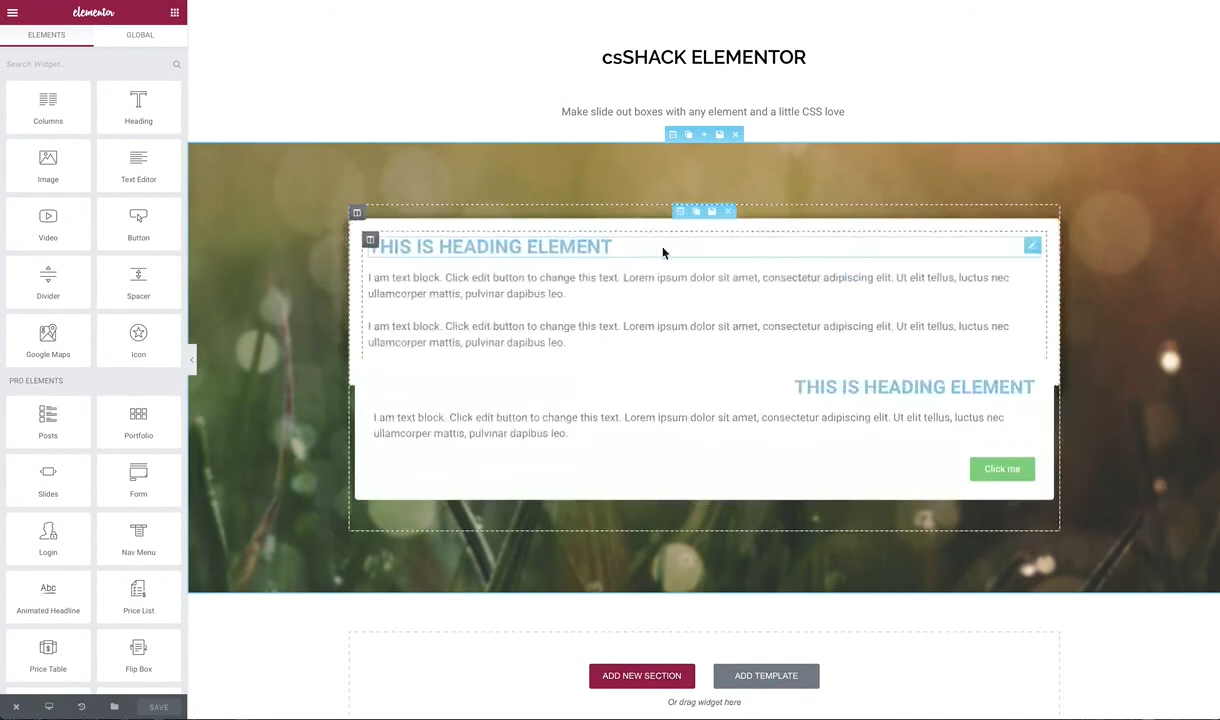 elementor
ELEMENTS
GLOBAL
Search Widget...
Columns
Heading
Image
Text Editor
Video
Button
Divider
Spacer
Google Maps
Icon
PRO ELEMENTS
Posts
Portfolio
Slides
Form
Login
Nav Menu
Abc
Animated Headline
Price List
Price Table
Flip Box
SAVE
csSHACK ELEMENTOR
Make slide out boxes with any element and a little CSS love
THIS IS HEADING ELEMENT
I am text block. Click edit button to change this text. Lorem ipsum dolor sit amet, consectetur adipiscing elit. Ut elit tellus, luctus nec
ullamcorper mattis, pulvinar dapibus leo.
I am text block. Click edit button to change this text. Lorem ipsum dolor sit amet, consectetur adipiscing elit. Ut elit tellus, luctus nec
ullamcorper mattis, pulvinar dapibus leo.
THIS IS HEADING ELEMENT
I am text block. Click edit button to change this text. Lorem ipsum dolor sit amet, consectetur adipiscing elit. Ut elit tellus, luctus nec
ullamcorper mattis, pulvinar dapibus leo.
Click me
ADD NEW SECTION
ADD TEMPLATE
Or drag widget here